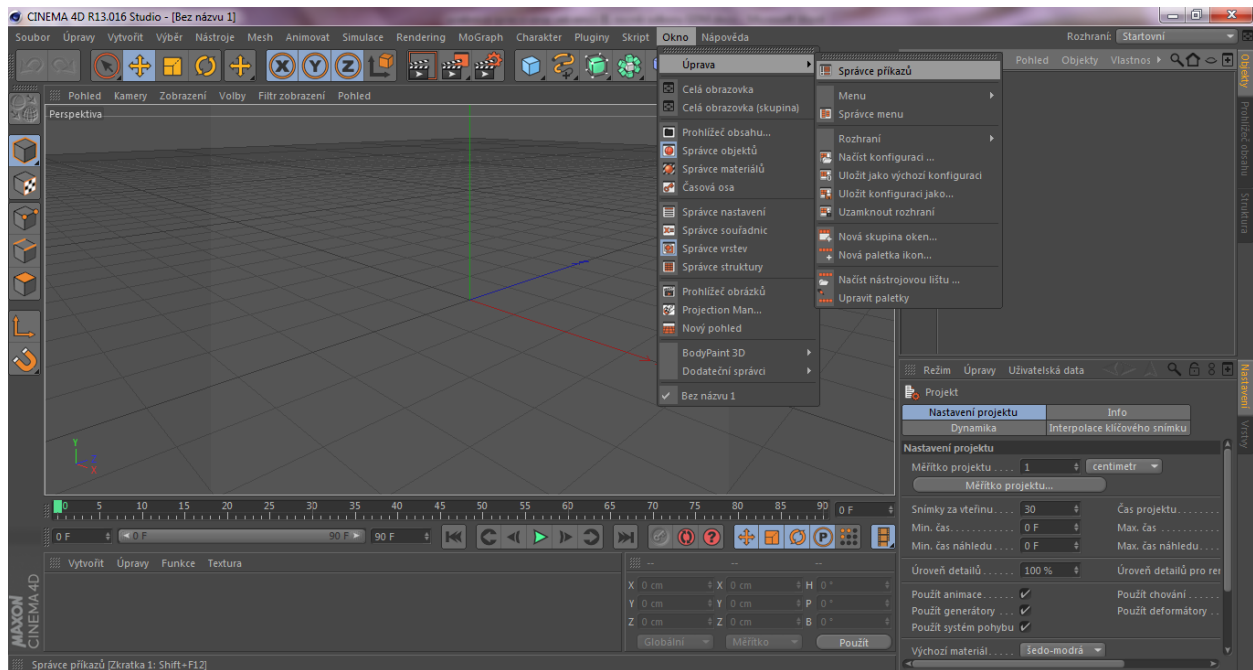 CINEMA 4D R13.016 Studio - [Bez názvu 1]
Soubor Úpravy Vytvořit Výběr Nástroje Mesh Animovat Simulace Rendering MoGraph Charakter Pluginy Skript Okno Nápověda Rozhraní: Startovní
Pohled Objekty Vlastnos
Objekty
Prohlížeč obsahu
Struktura
Pohled Kamery Zobrazení Volby Filtr zobrazení Pohled
Perspektiva
Úprava
Celá obrazovka
Celá obrazovka (skupina)
Prohlížeč obsahu...
Správce objektů
Správce materiálů
Časová osa
Správce nastavení
Správce souřadnic
Správce vrstev
Správce struktury
Prohlížeč obrázků
Projection Man...
Nový pohled
BodyPaint 3D
Dodateční správci
Bez názvu 1
Správce příkazů
Menu
Správce menu
Rozhraní
Načíst konfiguraci ...
Uložit jako výchozí konfiguraci
Uložit konfiguraci jako...
Uzamknout rozhraní
Nová skupina oken...
Nová paletka ikon...
Načíst nástrojovou lištu ...
Upravit paletky
Y
Z
X
0 5 10 15 20 25 30 35 40 45 50 55 60 65 70 75 80 85 90 0 F
0 F 0 F 90 F 90 F
Vytvořit Úpravy Funkce Textura
-- -- --
X 0 cm X 0 cm H 0 °
Y 0 cm Y 0 cm P 0 °
Z 0 cm Z 0 cm B 0 °
Globální Měřítko Použít
MAXON
CINEMA 4D
Režim Úpravy Uživatelská data
Nastavení
Vrstvy
Projekt
Nastavení projektu Info
Dynamika Interpolace klíčového snímku
Nastavení projektu
Měřítko projektu .... 1 centimetr
Měřítko projektu...
Snímky za vteřinu.... 30 Čas projektu.......
Min. čas.......... 0 F Max. čas ..........
Min. čas náhledu... 0 F Max. čas náhledu....
Úroveň detailů ...... 100 % Úroveň detailů pro rer
Použít animace...... Použít chování ......
Použít generátory ... Použít deformátory ..
Použít systém pohybu
Výchozí materiál..... šedo-modrá
Správce příkazů [Zkratka 1: Shift+F12]